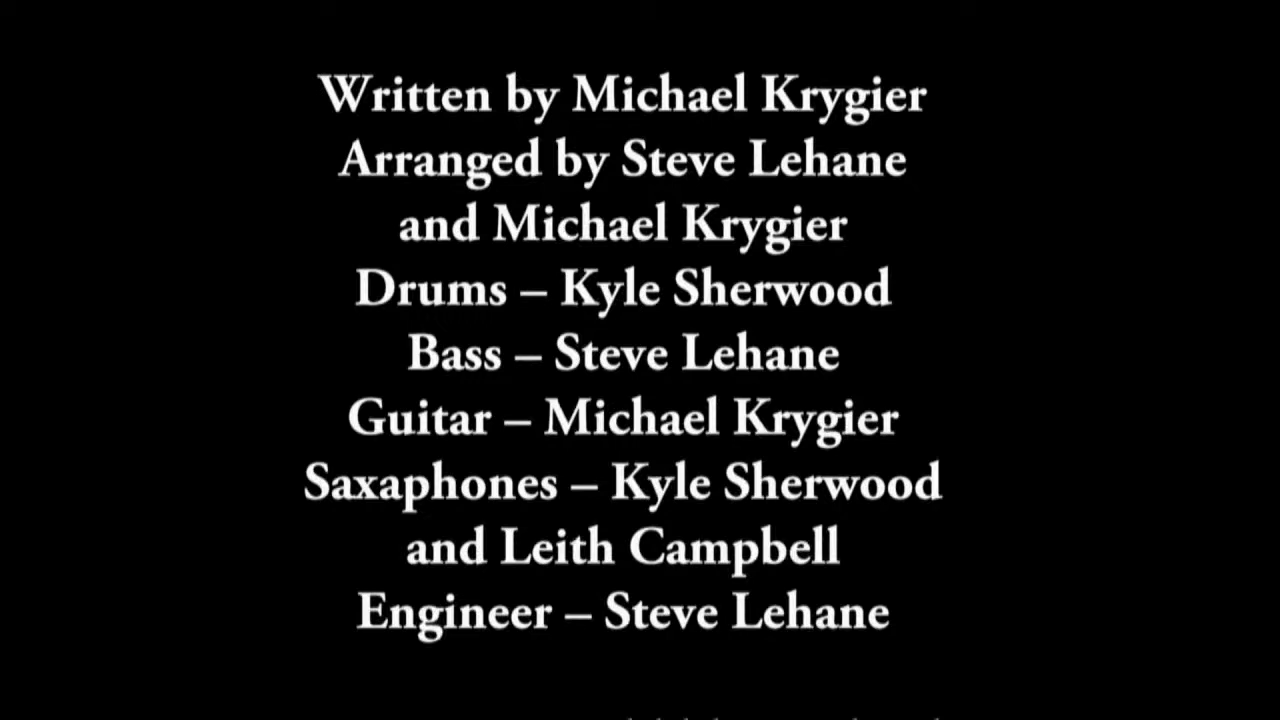 Written by Michael Krygier
Arranged by Steve Lehane
and Michael Krygier
Drums – Kyle Sherwood
Bass – Steve Lehane
Guitar – Michael Krygier
Saxaphones – Kyle Sherwood
and Leith Campbell
Engineer – Steve Lehane